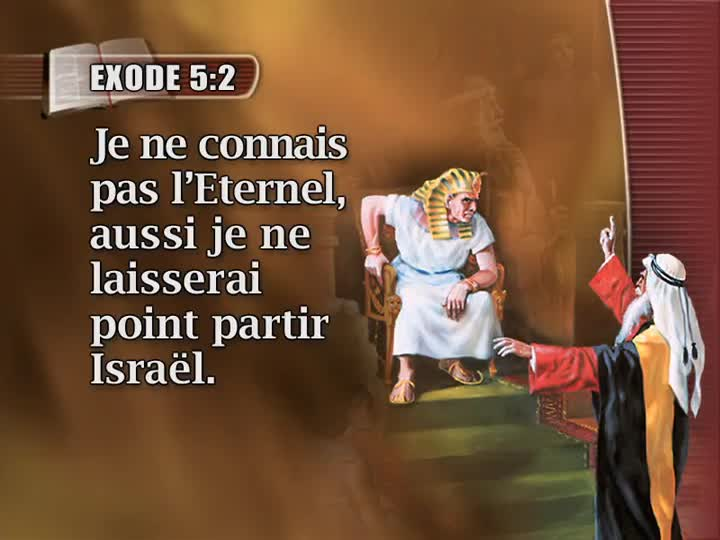 EXODE 5:2
Je ne connais
pas l’Eternel,
aussi je ne
laisserai
point partir
Israël.